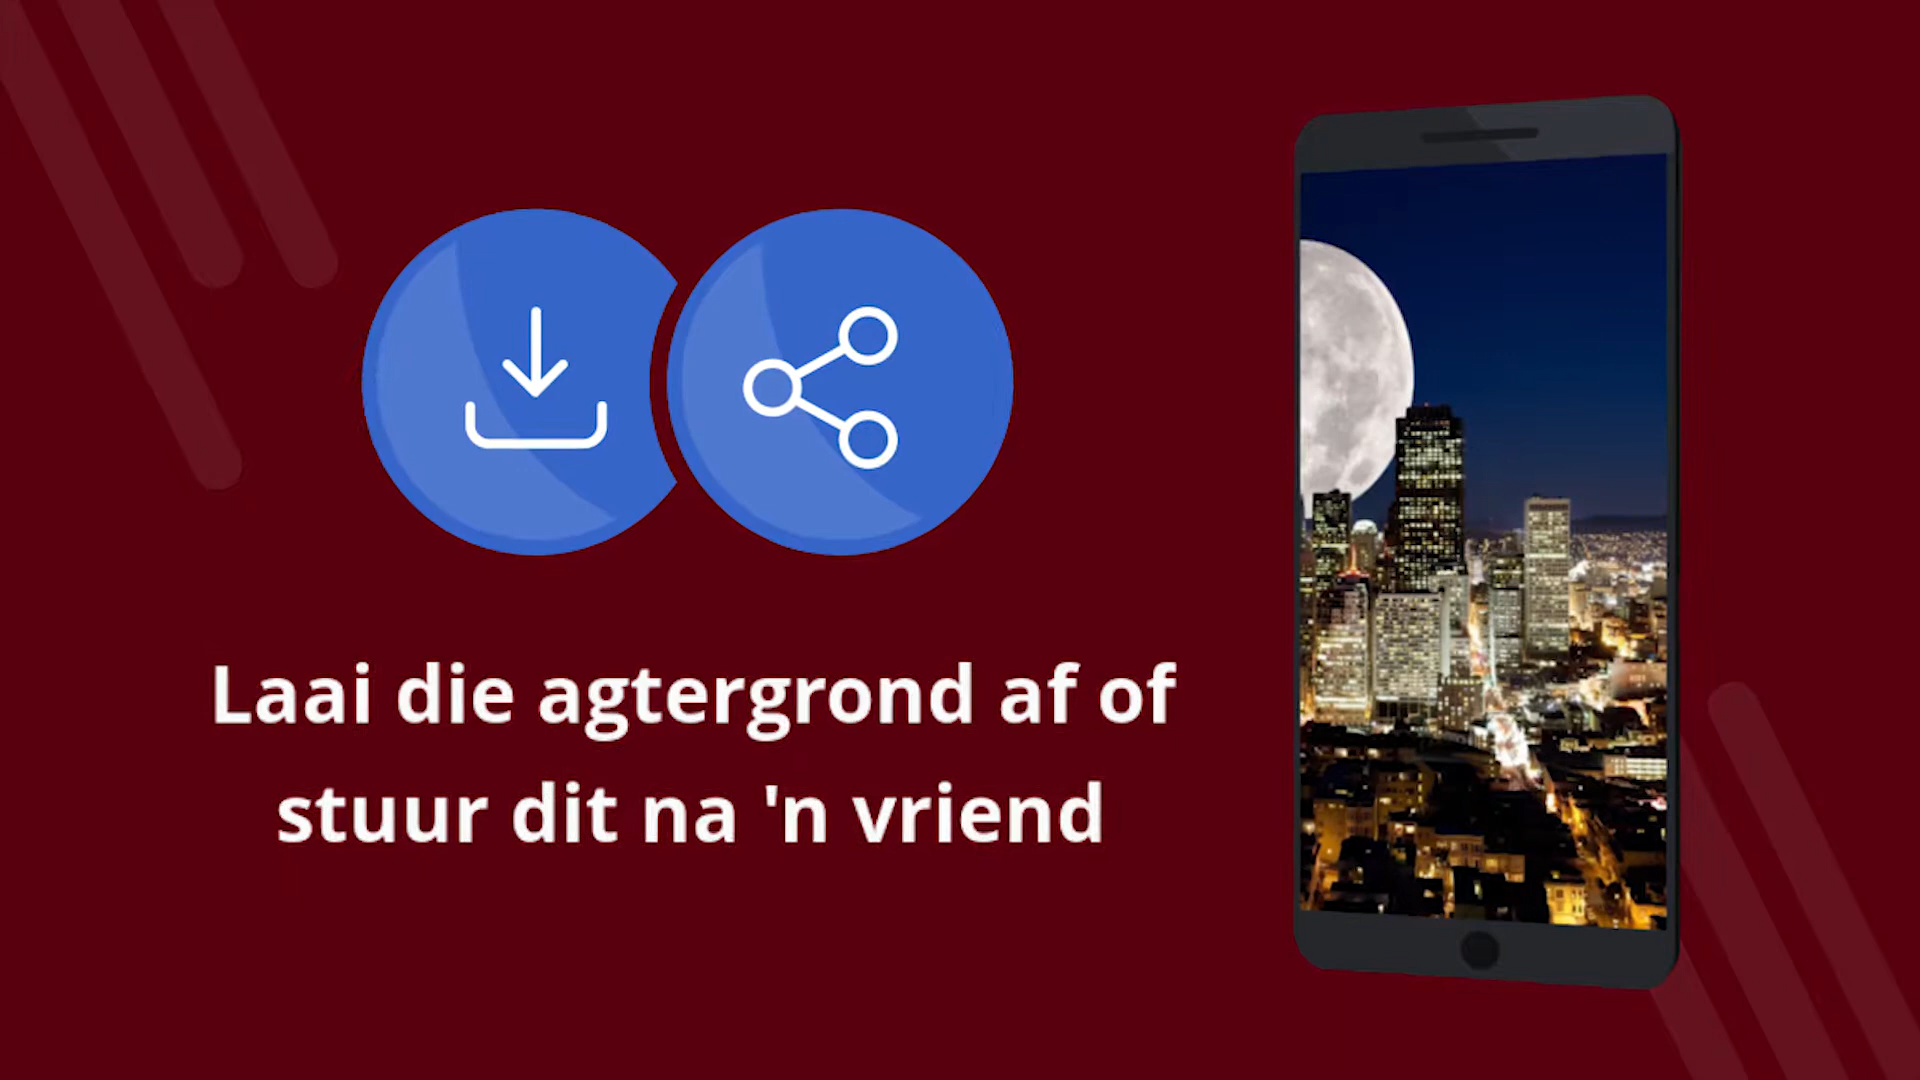 Laai die agtergrond af of
stuur dit na 'n vriend